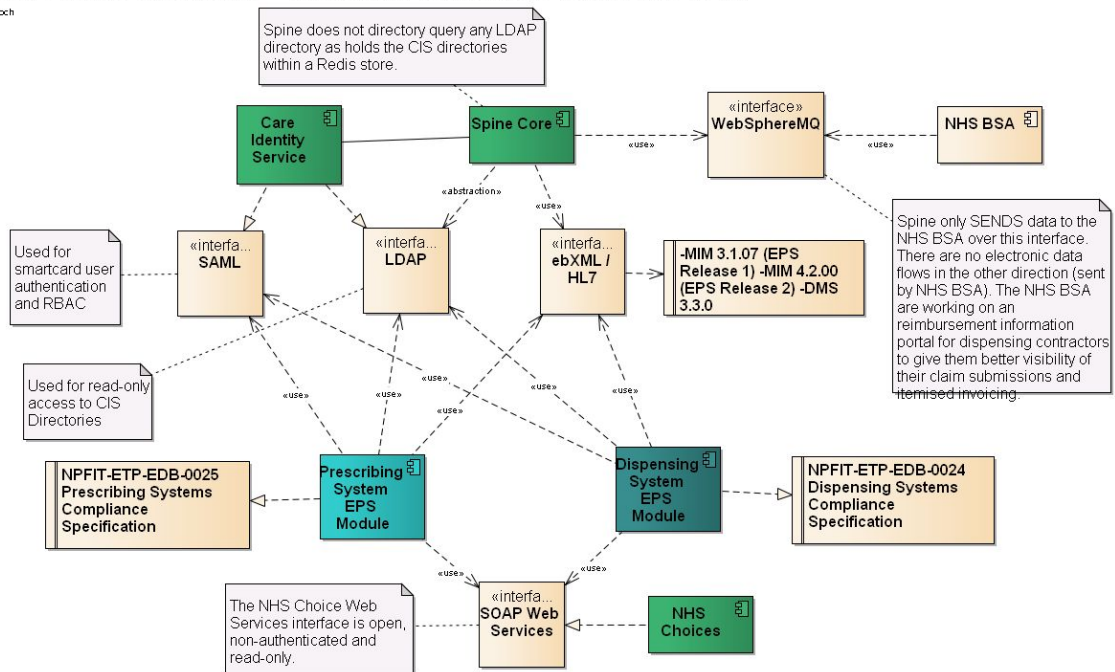 och
Spine does not directory query any LDAP
directory as holds the CIS directories
within a Redis store.
Care
Identity
Service
Spine Core
«use»
«interface»
WebSphereMQ
«use»
NHS BSA
«abstraction»
«use»
Used for
smartcard user
authentication
and RBAC
«interfa...
SAML
«interfa...
LDAP
«interfa...
ebXML /
HL7
-MIM 3.1.07 (EPS
Release 1) -MIM 4.2.00
(EPS Release 2) -DMS
3.3.0
Spine only SENDS data to the
NHS BSA over this interface.
There are no electronic data
flows in the other direction (sent
by NHS BSA). The NHS BSA
are working on an
reimbursement information
portal for dispensing contractors
to give them better visibility of
their claim submissions and
itemised invoicing.
Used for read-only
access to CIS
Directories
«use»
«use»
«use»
«use»
«use»
«use»
NPFIT-ETP-EDB-0025
Prescribing Systems
Compliance
Specification
Prescribing
System
EPS
Module
Dispensing
System
EPS
Module
NPFIT-ETP-EDB-0024
Dispensing Systems
Compliance
Specification
«use»
«use»
The NHS Choice Web
Services interface is open,
non-authenticated and
read-only.
«interfa...
SOAP Web
Services
NHS
Choices